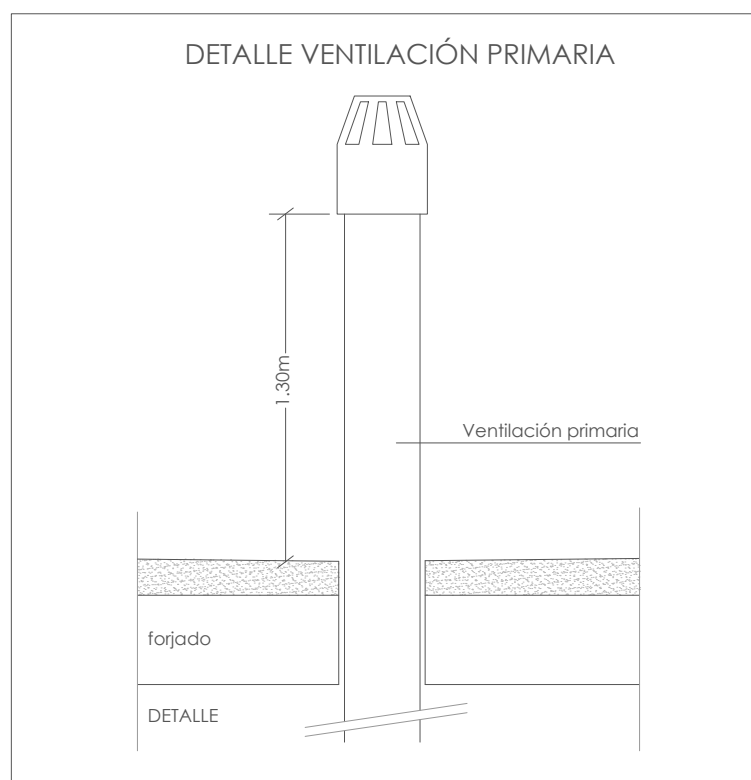 DETALLE VENTILACIÓN PRIMARIA
1.30m
Ventilación primaria
forjado
DETALLE